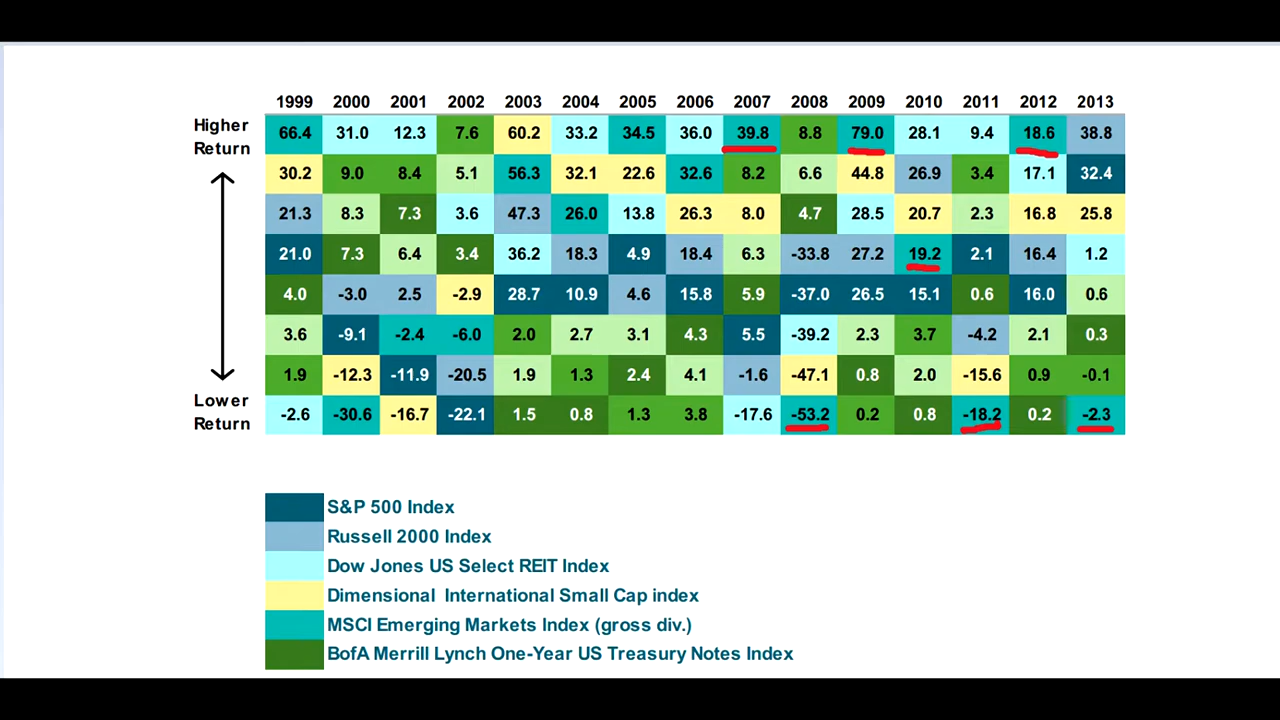 1999 2000 2001 2002 2003 2004 2005 2006 2007 2008 2009 2010 2011 2012 2013
Higher
Return
66.4 31.0 12.3 7.6 60.2 33.2 34.5 36.0 39.8 8.8 79.0 28.1 9.4 18.6 38.8
30.2 9.0 8.4 5.1 56.3 32.1 22.6 32.6 8.2 6.6 44.8 26.9 3.4 17.1 32.4
21.3 8.3 7.3 3.6 47.3 26.0 13.8 26.3 8.0 4.7 28.5 20.7 2.3 16.8 25.8
21.0 7.3 6.4 3.4 36.2 18.3 4.9 18.4 6.3 -33.8 27.2 19.2 2.1 16.4 1.2
4.0 -3.0 2.5 -2.9 28.7 10.9 4.6 15.8 5.9 -37.0 26.5 15.1 0.6 16.0 0.6
3.6 -9.1 -2.4 -6.0 2.0 2.7 3.1 4.3 5.5 -39.2 2.3 3.7 -4.2 2.1 0.3
1.9 -12.3 -11.9 -20.5 1.9 1.3 2.4 4.1 -1.6 -47.1 0.8 2.0 -15.6 0.9 -0.1
Lower
Return
-2.6 -30.6 -16.7 -22.1 1.5 0.8 1.3 3.8 -17.6 -53.2 0.2 0.8 -18.2 0.2 -2.3
S&P 500 Index
Russell 2000 Index
Dow Jones US Select REIT Index
Dimensional International Small Cap index
MSCI Emerging Markets Index (gross div.)
BofA Merrill Lynch One-Year US Treasury Notes Index